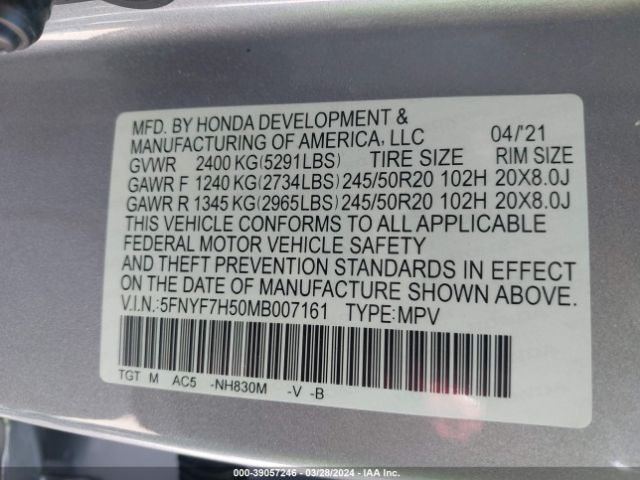 MFD. BY HONDA DEVELOPMENT &
MANUFACTURING OF AMERICA, LLC 04/'21
GVWR 2400 KG(5291LBS) TIRE SIZE RIM SIZE
GAWR F 1240 KG(2734LBS) 245/50R20 102H 20X8.0J
GAWR R 1345 KG(2965LBS) 245/50R20 102H 20X8.0J
THIS VEHICLE CONFORMS TO ALL APPLICABLE
FEDERAL MOTOR VEHICLE SAFETY
AND THEFT PREVENTION STANDARDS IN EFFECT
ON THE DATE OF MANUFACTURE SHOWN ABOVE.
V.I.N.:5FNYF7H50MB007161 TYPE:MPV
TGT M AC5 -NH830M -V -B
000-39057246 - 03/28/2024 - IAA Inc.